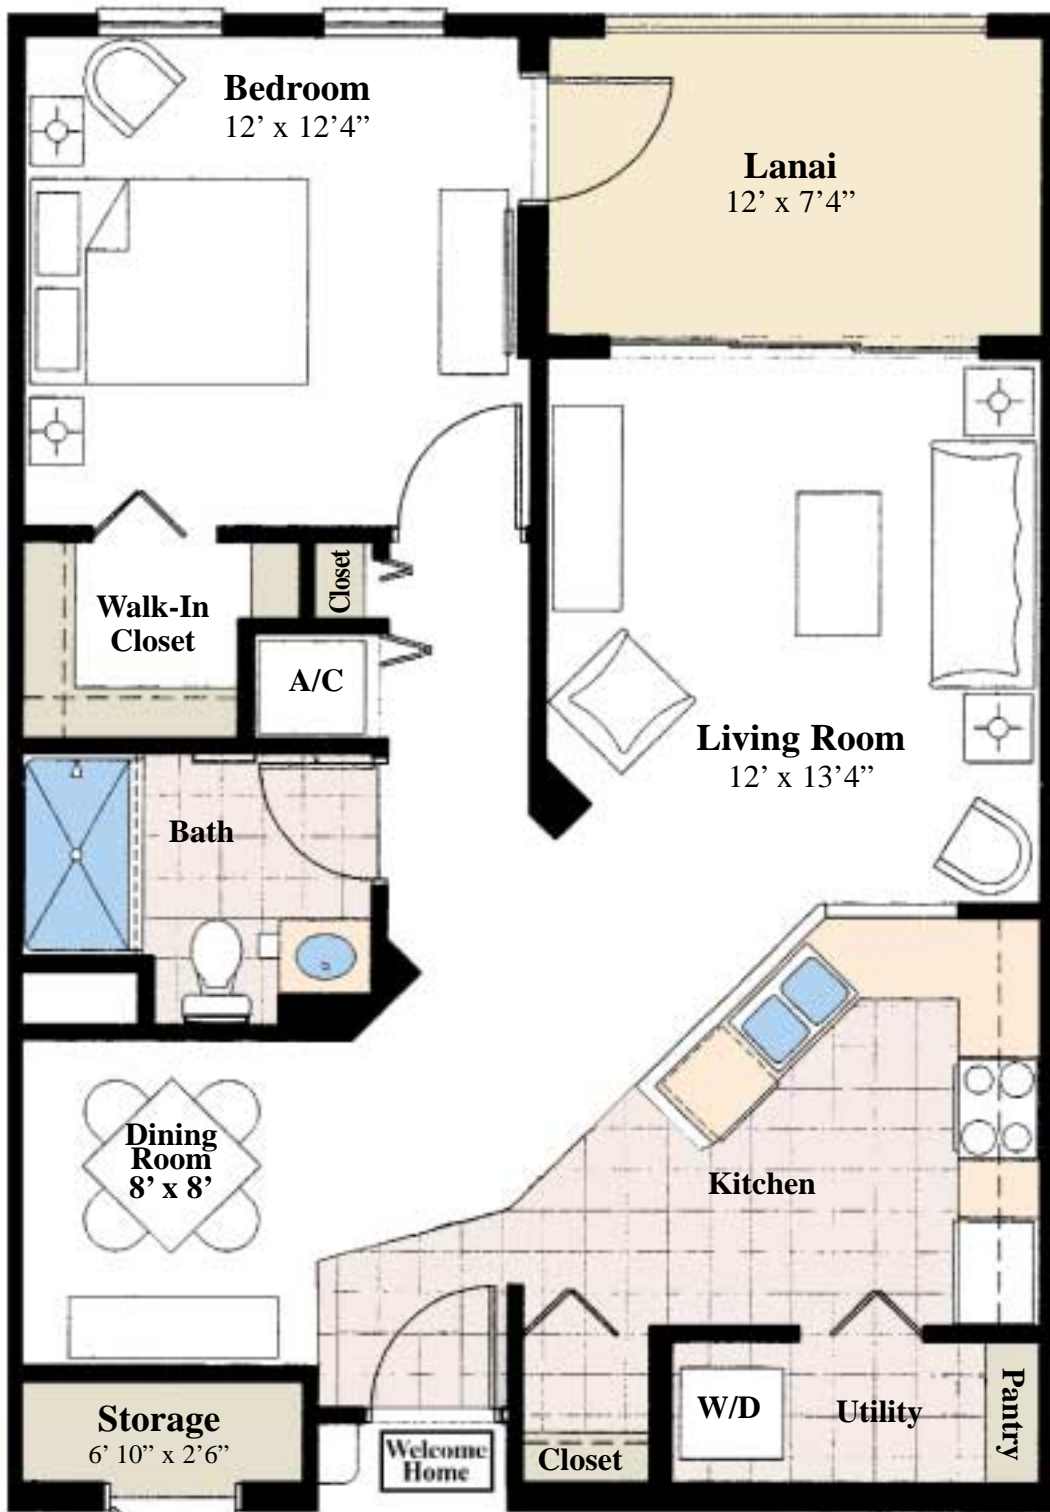 Bedroom
12’ x 12’4”
Lanai
12’ x 7’4”
Closet
Walk-In
Closet
A/C
Living Room
12’ x 13’4”
Bath
Dining
Room
8’ x 8’
Kitchen
Storage
6’ 10” x 2’6”
Welcome
Home
Closet
W/D
Utility
Pantry